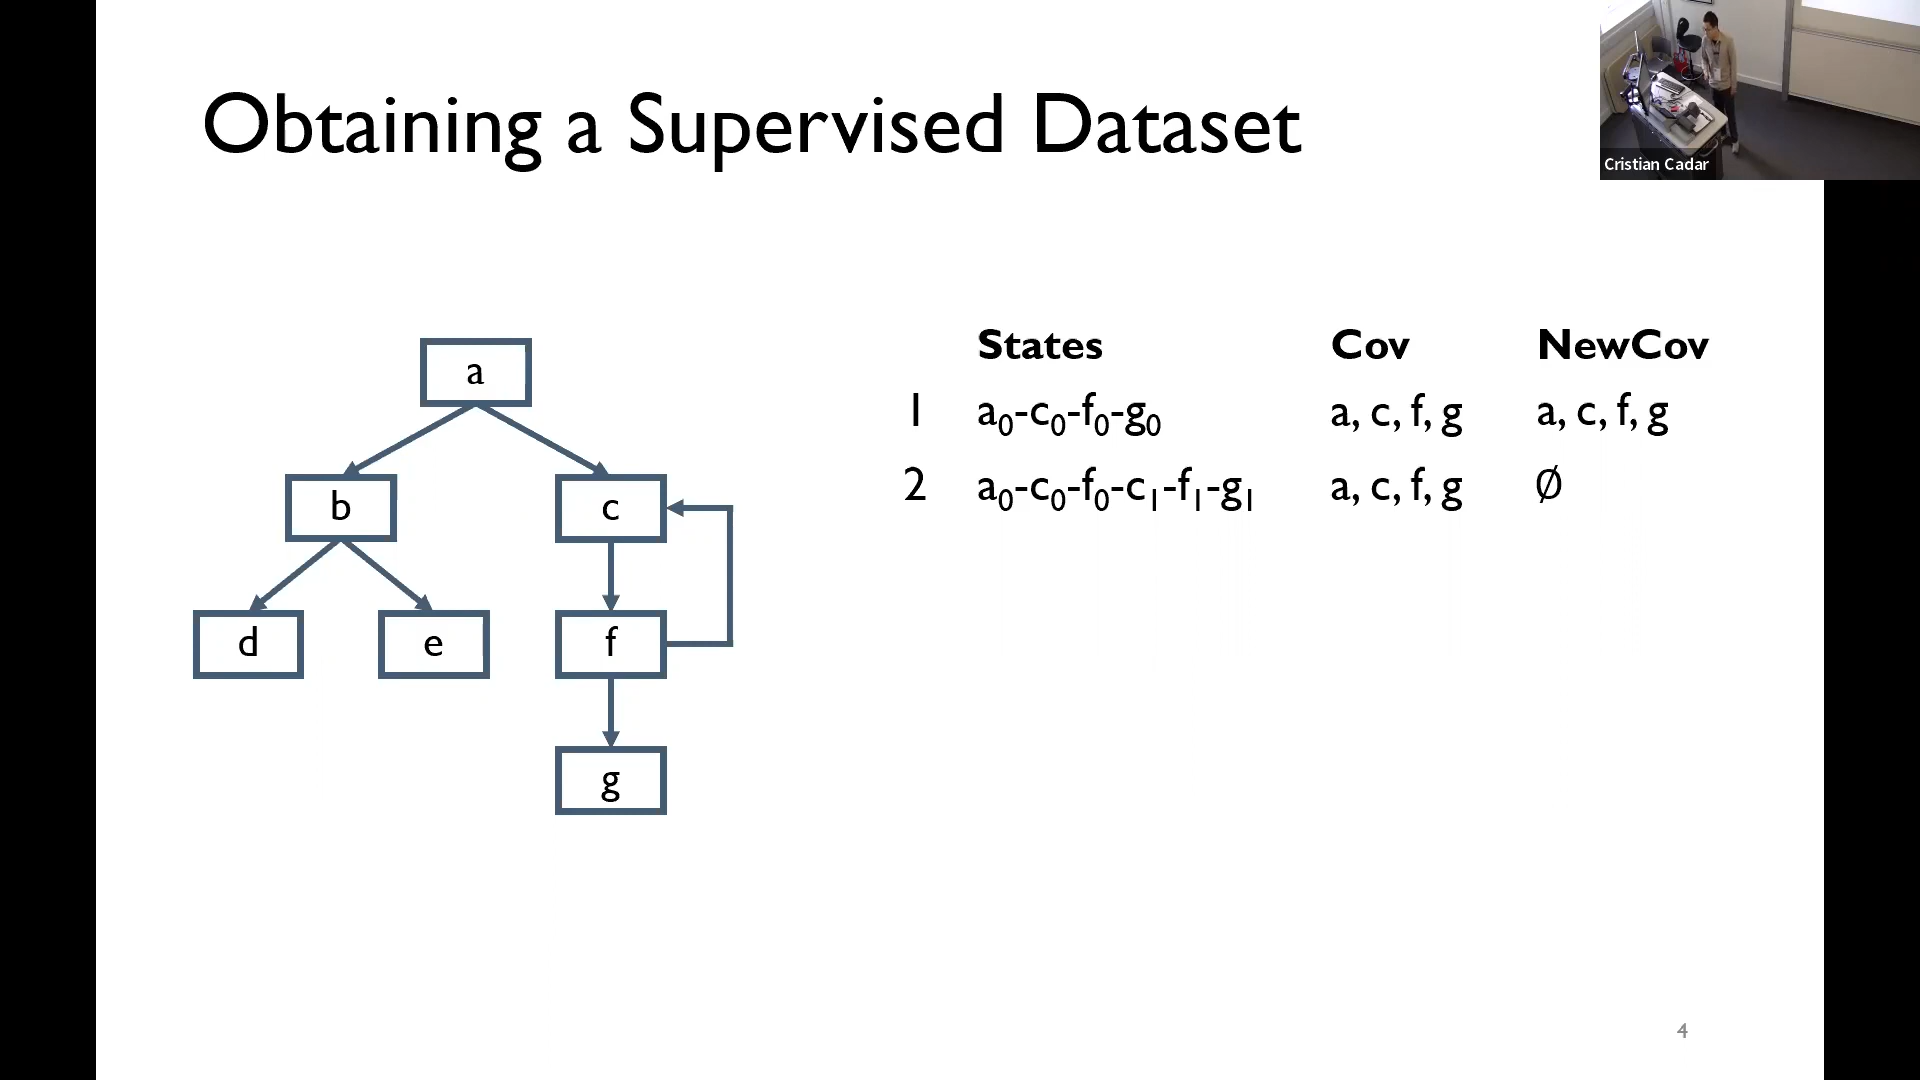 Obtaining a Supervised Dataset
Cristian Cadar
a
b
c
d
e
f
g
States Cov NewCov
1 a₀-c₀-f₀-g₀ a, c, f, g a, c, f, g
2 a₀-c₀-f₀-c₁-f₁-g₁ a, c, f, g ∅
4